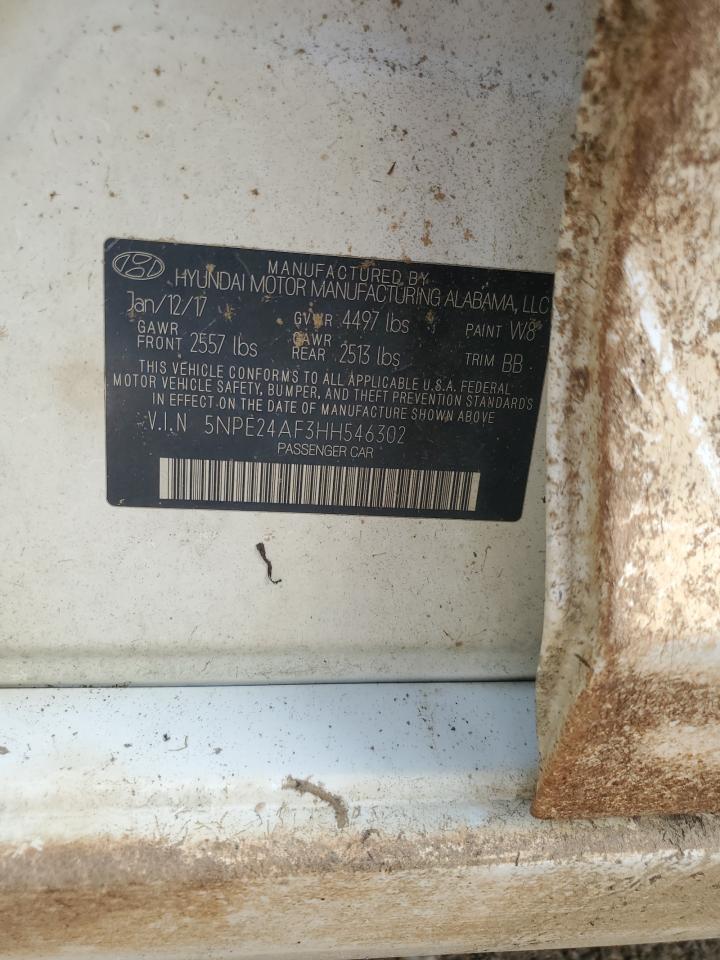 MANUFACTURED BY
HYUNDAI MOTOR MANUFACTURING ALABAMA, LLC
Jan/12/17 GVWR 4497 lbs PAINT W8
GAWR FRONT 2557 lbs GAWR REAR 2513 lbs TRIM BB
THIS VEHICLE CONFORMS TO ALL APPLICABLE U.S.A. FEDERAL
MOTOR VEHICLE SAFETY, BUMPER, AND THEFT PREVENTION STANDARDS
IN EFFECT ON THE DATE OF MANUFACTURE SHOWN ABOVE
V.I.N 5NPE24AF3HH546302
PASSENGER CAR